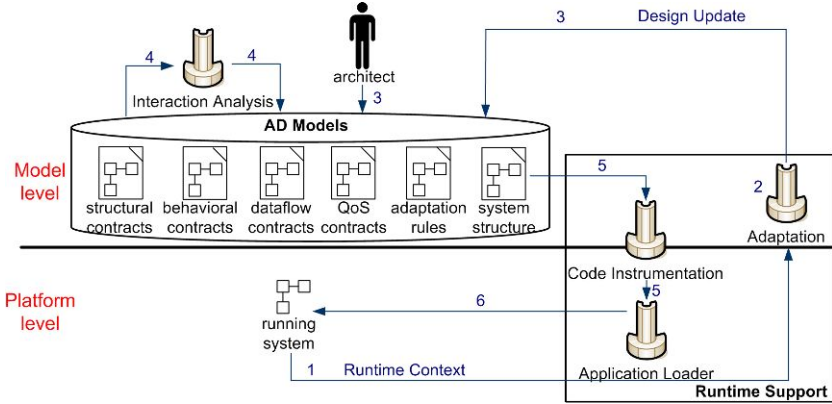 3 Design Update
4 4
architect
Interaction Analysis 3
AD Models
Model
level
5
2
structural
contracts
behavioral
contracts
dataflow
contracts
QoS
contracts
adaptation
rules
system
structure
Adaptation
Code Instrumentation
Platform
level
5
6
running
system
1 Runtime Context
Application Loader
Runtime Support